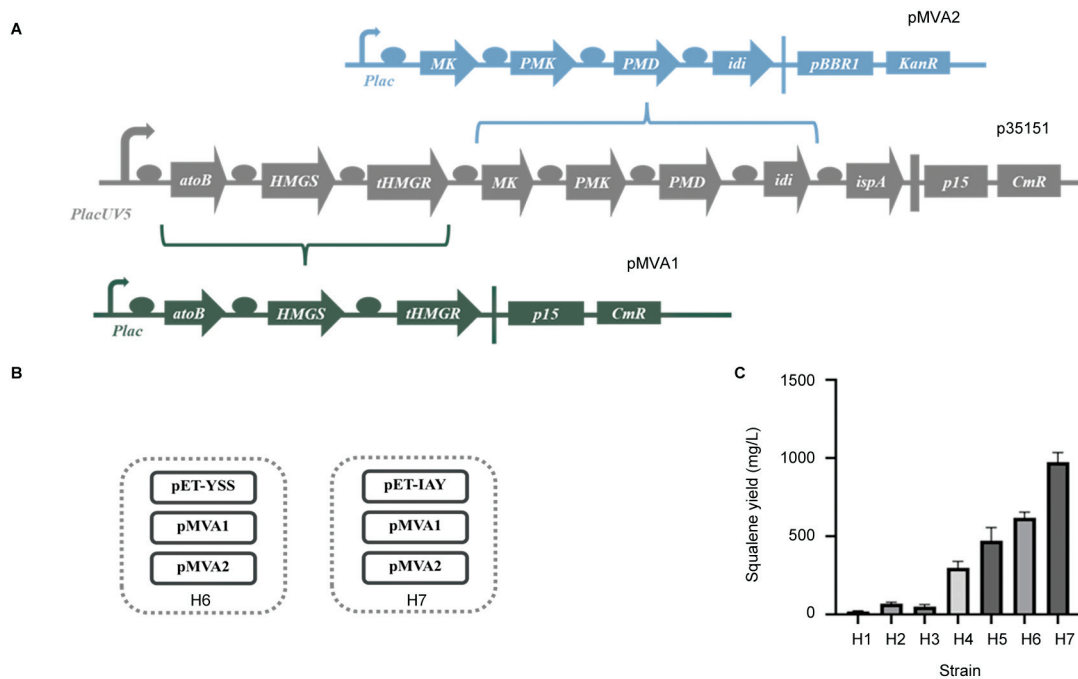 A
pMVA2
Plac MK PMK PMD idi pBBR1 KanR
p35151
PlacUV5 atoB HMGS tHMGR MK PMK PMD idi ispA p15 CmR
pMVA1
Plac atoB HMGS tHMGR p15 CmR
B
pET-YSS
pMVA1
pMVA2
H6
pET-IAY
pMVA1
pMVA2
H7
C
Squalene yield (mg/L)
1500
1000
500
0
H1 H2 H3 H4 H5 H6 H7
Strain